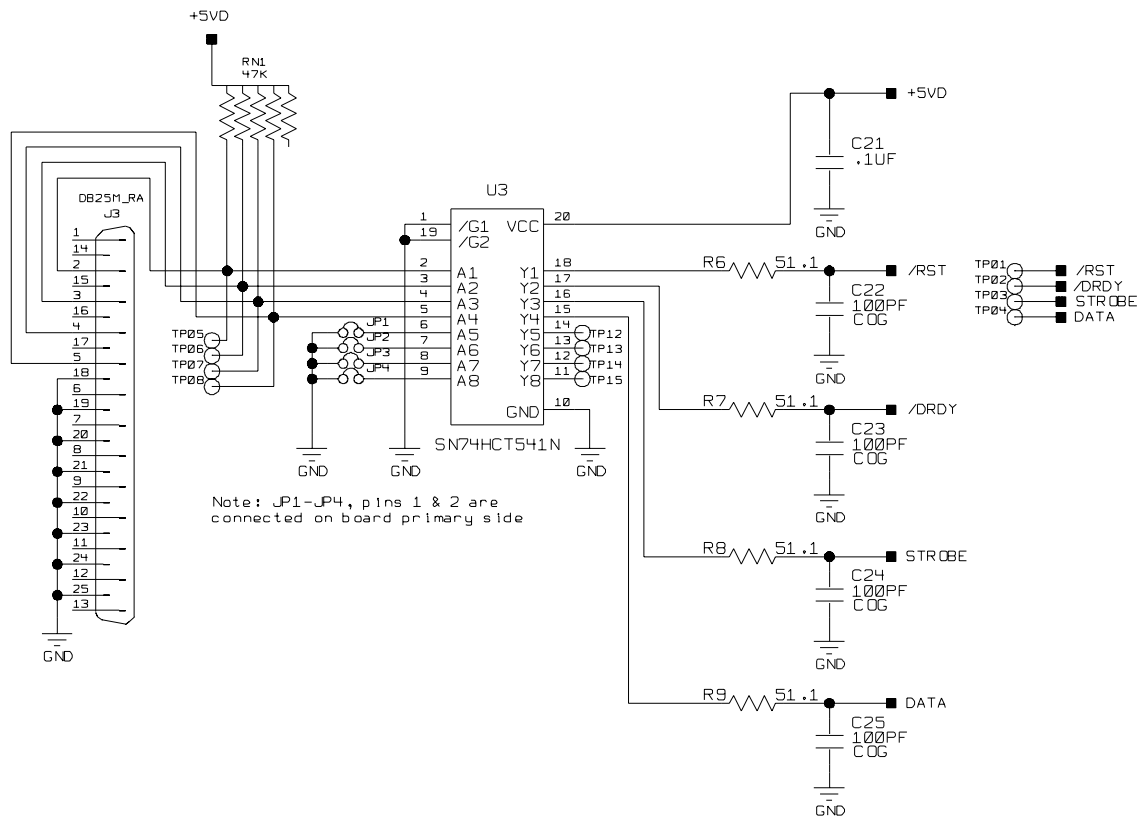 +5VD
RN1
47K
DB25M_RA
J3
1
14
2
15
3
16
4
17
5
18
6
19
7
20
8
21
9
22
10
23
11
24
12
25
13
GND
TP05
TP06
TP07
TP08
JP1
JP2
JP3
JP4
GND
GND
U3
1 /G1
19 /G2
2 A1
3 A2
4 A3
5 A4
6 A5
7 A6
8 A7
9 A8
VCC 20
Y1 18
Y2 17
Y3 16
Y4 15
Y5 14 TP12
Y6 13 TP13
Y7 12 TP14
Y8 11 TP15
GND 10
SN74HCT541N
GND
Note: JP1-JP4, pins 1 & 2 are
connected on board primary side
+5VD
C21
.1UF
GND
R6 51.1
/RST
C22
100PF
COG
GND
R7 51.1
/DRDY
C23
100PF
COG
GND
R8 51.1
STROBE
C24
100PF
COG
GND
R9 51.1
DATA
C25
100PF
COG
GND
TP01 /RST
TP02 /DRDY
TP03 STROBE
TP04 DATA